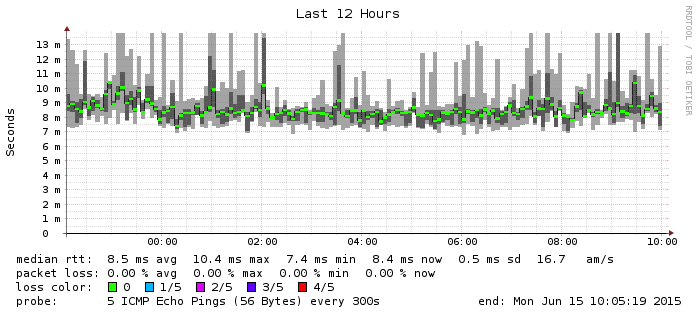 Last 12 Hours
RRDTOOL / TOBI OETIKER
Seconds
13 m
12 m
11 m
10 m
9 m
8 m
7 m
6 m
5 m
4 m
3 m
2 m
1 m
0
00:00 02:00 04:00 06:00 08:00 10:00
median rtt: 8.5 ms avg 10.4 ms max 7.4 ms min 8.4 ms now 0.5 ms sd 16.7 am/s
packet loss: 0.00 % avg 0.00 % max 0.00 % min 0.00 % now
loss color: 0 1/5 2/5 3/5 4/5
probe: 5 ICMP Echo Pings (56 Bytes) every 300s end: Mon Jun 15 10:05:19 2015